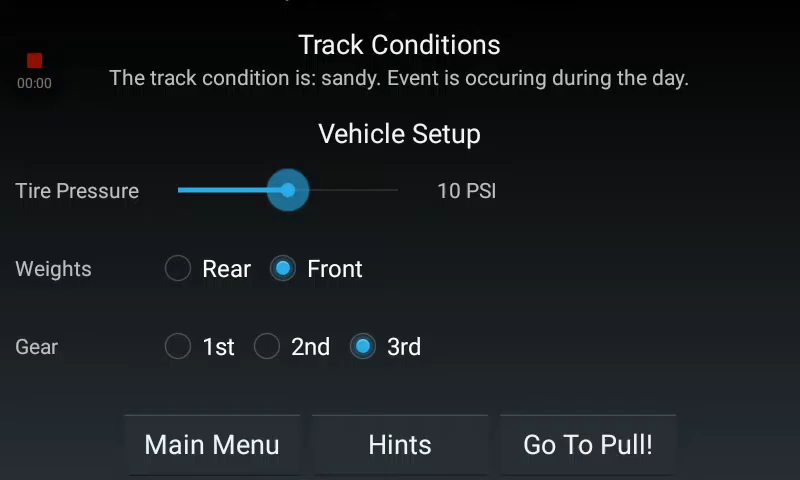 Track Conditions
00:00
The track condition is: sandy. Event is occuring during the day.
Vehicle Setup
Tire Pressure 10 PSI
Weights Rear Front
Gear 1st 2nd 3rd
Main Menu Hints Go To Pull!